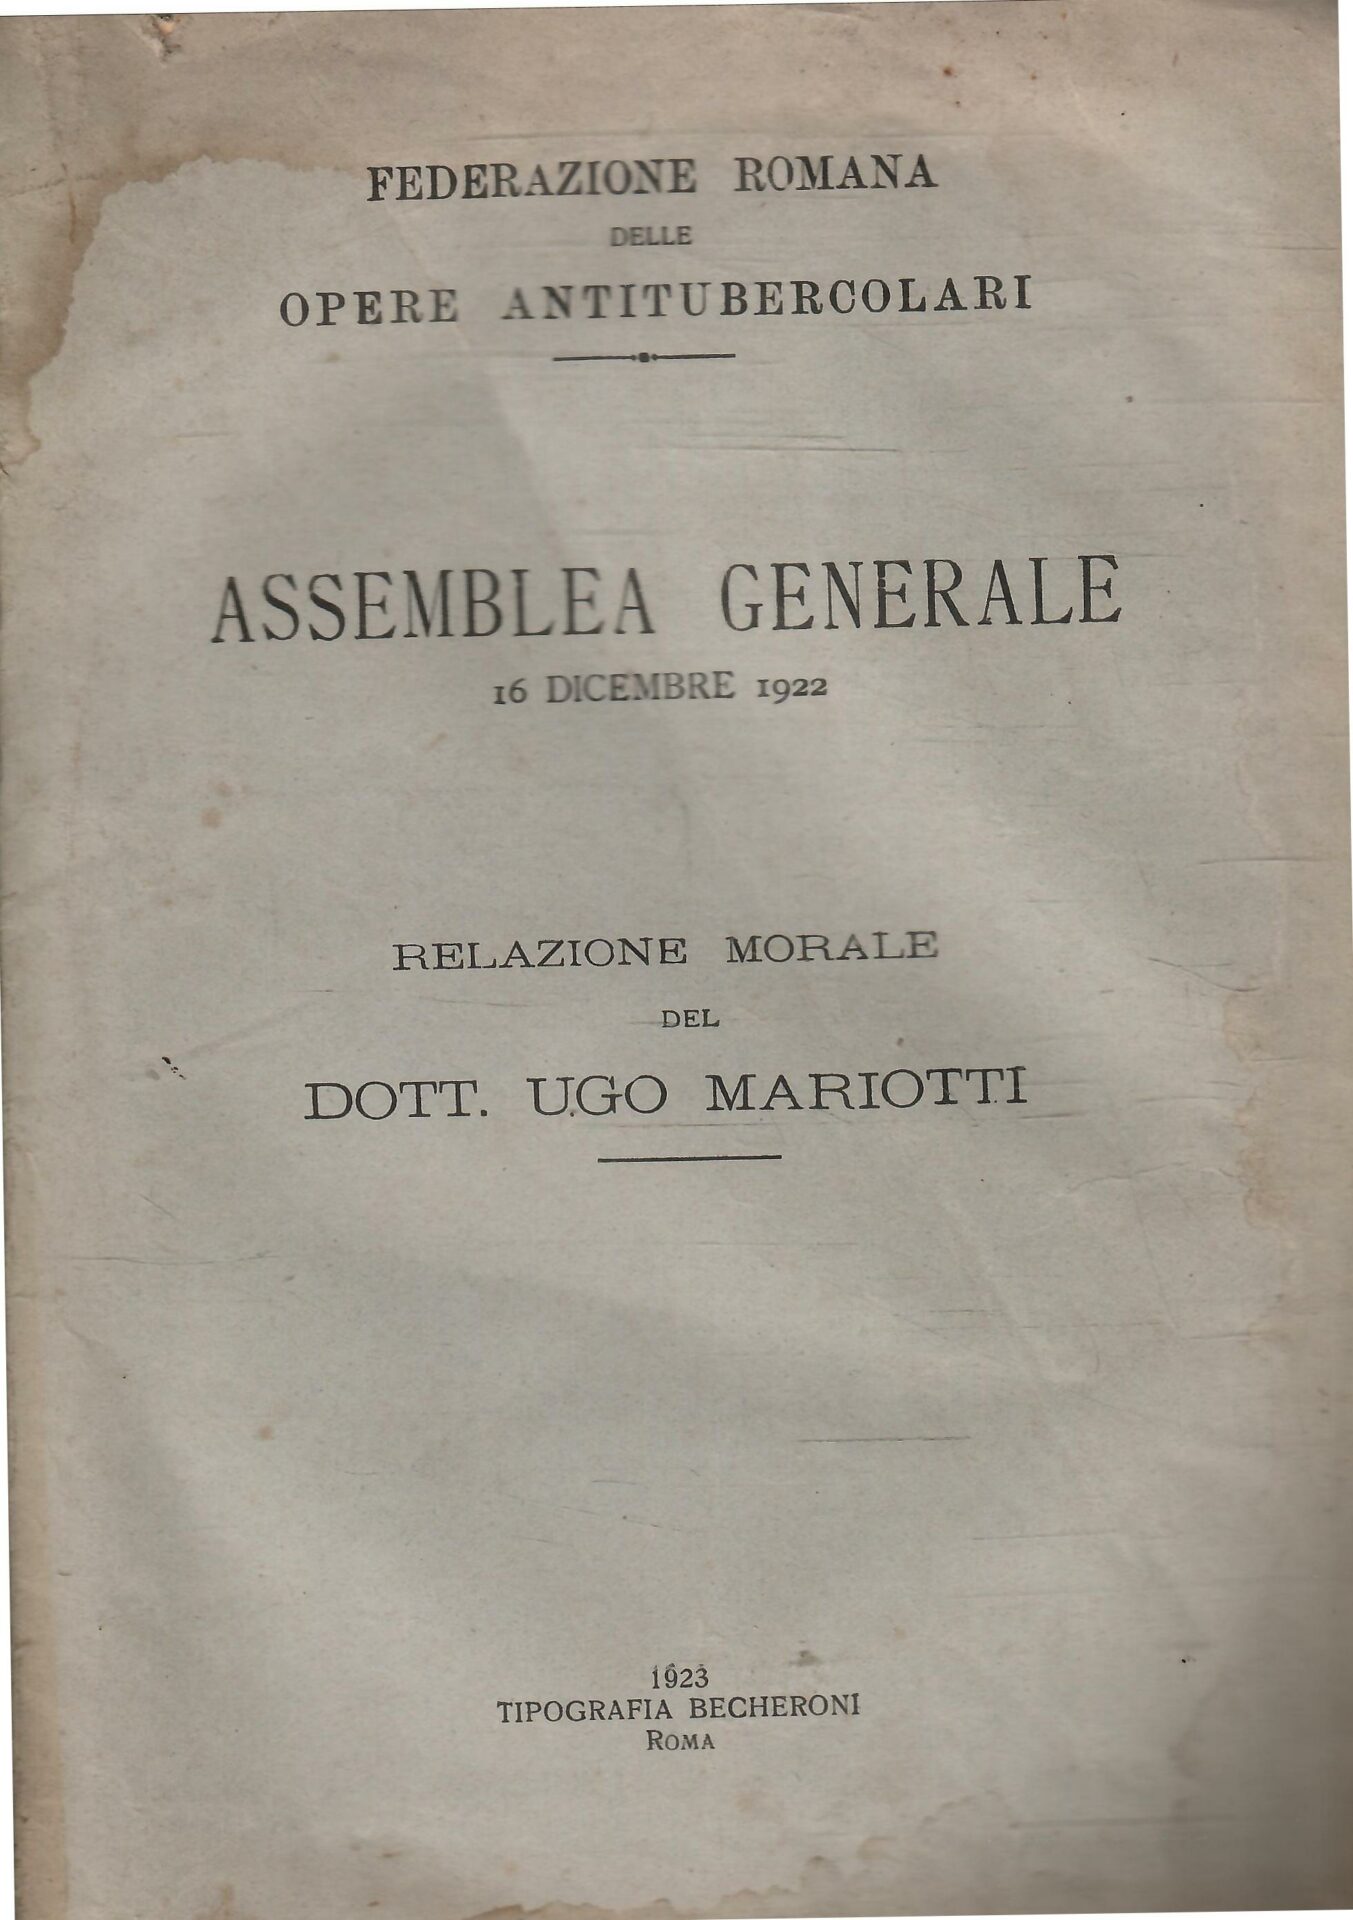 FEDERAZIONE ROMANA
DELLE
OPERE ANTITUBERCOLARI
ASSEMBLEA GENERALE
16 DICEMBRE 1922
RELAZIONE MORALE
DEL
DOTT. UGO MARIOTTI
1923
TIPOGRAFIA BECHERONI
ROMA